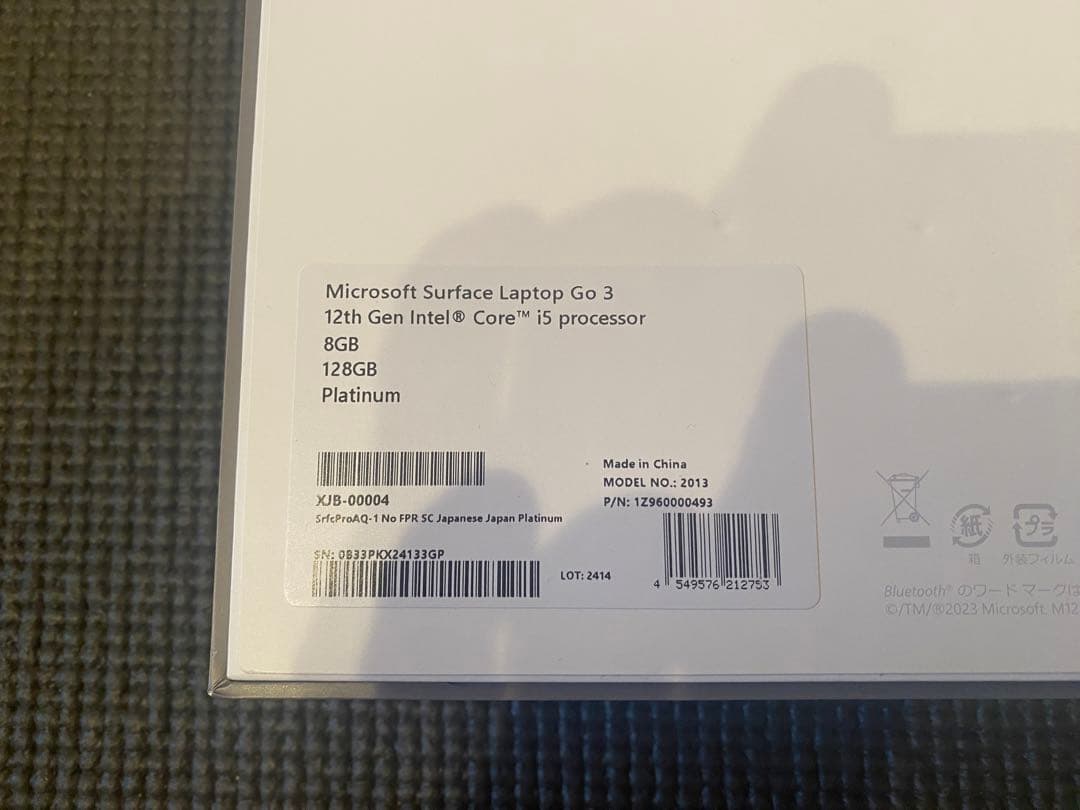 Microsoft Surface Laptop Go 3
12th Gen Intel® Core™ i5 processor
8GB
128GB
Platinum
XJB-00004
SrfcProAQ-1 No FPR SC Japanese Japan Platinum
SN: 0B33PKX24133GP
LOT: 2414
Made in China
MODEL NO.: 2013
P/N: 1Z960000493
4 549576 212753
紙
プラ
箱
外装フィルム
Bluetooth® のワード マークは
©/TM/®2023 Microsoft. M12